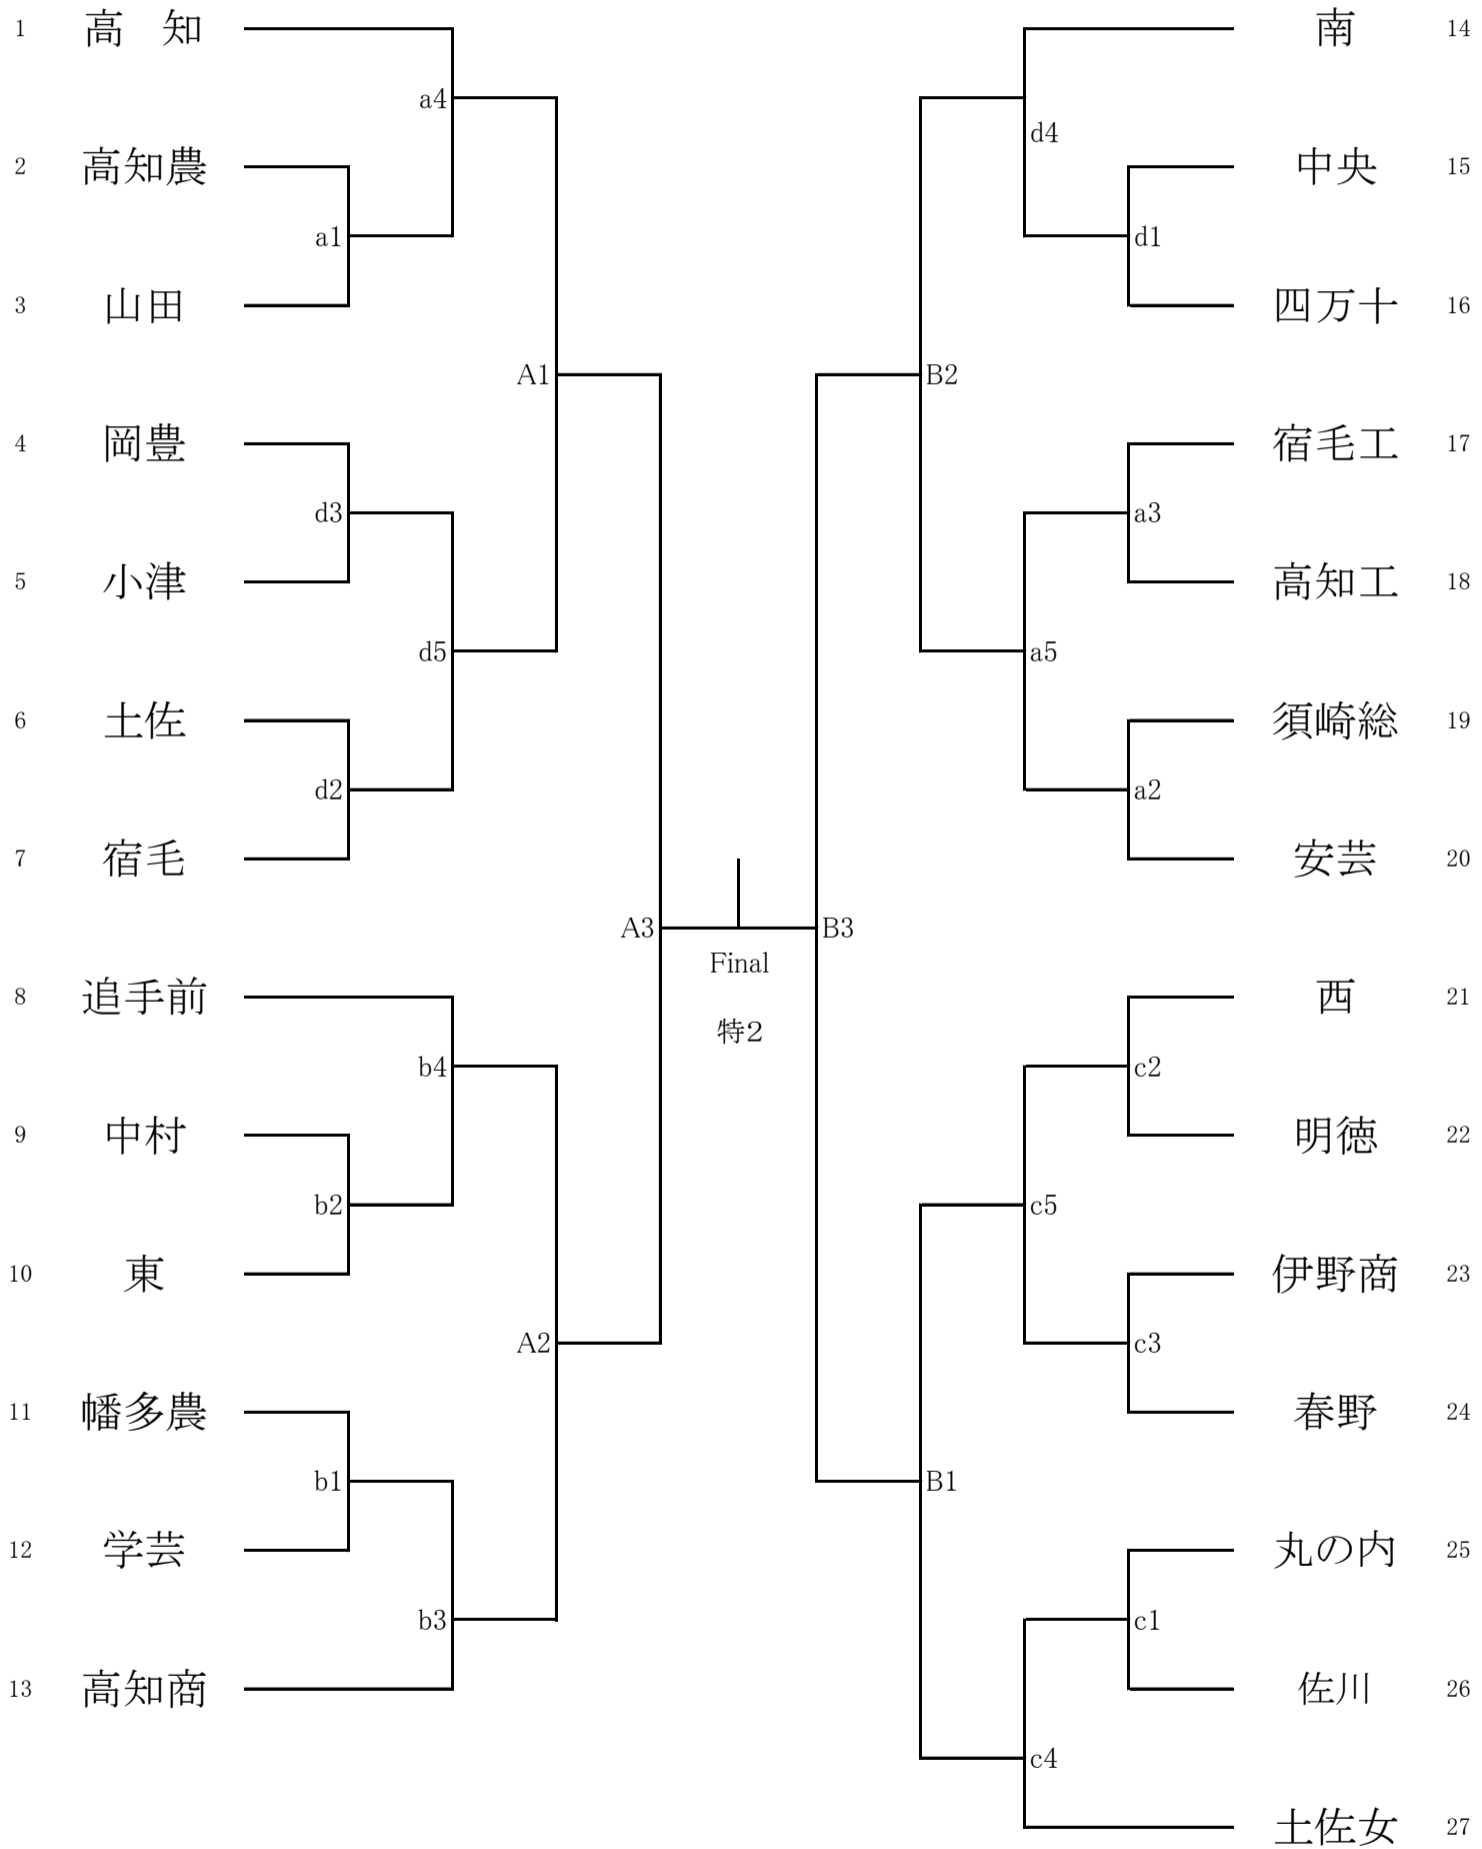 1 高 知
a4
2 高知農
a1
3 山田
A1
4 岡豊
d3
5 小津
d5
6 土佐
d2
7 宿毛
A3
8 追手前
b4
9 中村
b2
10 東
A2
11 幡多農
b1
12 学芸
b3
13 高知商
Final
特2
南 14
d4
中央 15
d1
四万十 16
B2
宿毛工 17
a3
高知工 18
a5
須崎総 19
a2
安芸 20
B3
西 21
c2
明徳 22
c5
伊野商 23
c3
春野 24
B1
丸の内 25
c1
佐川 26
c4
土佐女 27